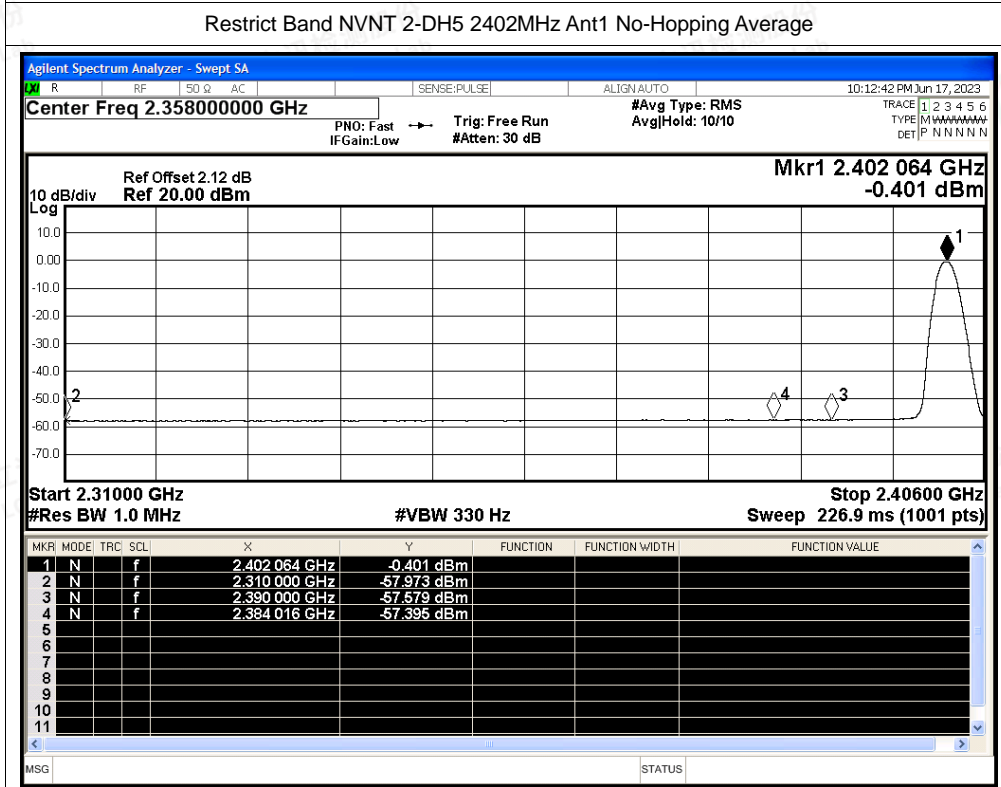 Restrict Band NVNT 2-DH5 2402MHz Ant1 No-Hopping Average
Agilent Spectrum Analyzer - Swept SA
LXI R RF 50 Ω AC SENSE:PULSE ALIGN AUTO 10:12:42 PM Jun 17, 2023
Center Freq 2.358000000 GHz #Avg Type: RMS TRACE 1 2 3 4 5 6
PNO: Fast Trig: Free Run Avg|Hold: 10/10 TYPE M WWWWW
IFGain:Low #Atten: 30 dB DET P N N N N N
Mkr1 2.402 064 GHz
Ref Offset 2.12 dB
10 dB/div Ref 20.00 dBm -0.401 dBm
Log
10.0
1
0.00
-10.0
-20.0
-30.0
-40.0
-50.0 2 4 3
-60.0
-70.0
Start 2.31000 GHz Stop 2.40600 GHz
#Res BW 1.0 MHz #VBW 330 Hz Sweep 226.9 ms (1001 pts)
MKR MODE TRC SCL X Y FUNCTION FUNCTION WIDTH FUNCTION VALUE
1 N f 2.402 064 GHz -0.401 dBm
2 N f 2.310 000 GHz -57.973 dBm
3 N f 2.390 000 GHz -57.579 dBm
4 N f 2.384 016 GHz -57.395 dBm
5
6
7
8
9
10
11
MSG STATUS